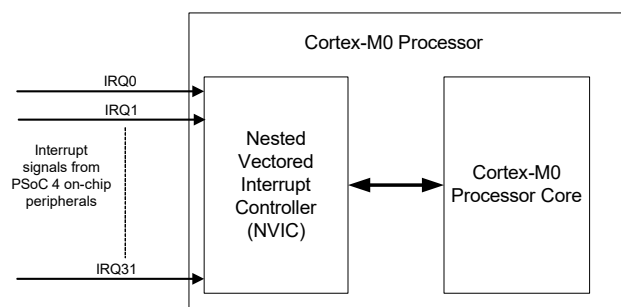 Cortex-M0 Processor
IRQ0
IRQ1
Interrupt
signals from
PSoC 4 on-chip
peripherals
IRQ31
Nested
Vectored
Interrupt
Controller
(NVIC)
Cortex-M0
Processor Core